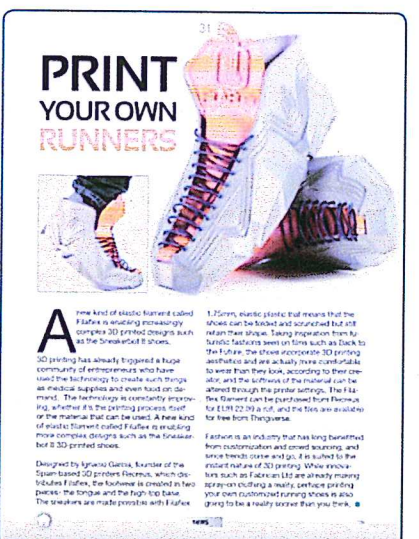 31
PRINT
YOUR OWN
RUNNERS
A new kind of elastic filament called
Filaflex is enabling increasingly
complex 3D printed designs such
as the Sneakerbot II shoes.
3D printing has already triggered a huge
community of entrepreneurs who have
used the technology to create such things
as medical supplies and even food on de-
mand. The technology is constantly improv-
ing, whether it's the printing process itself
or the material that can be used. A new kind
of elastic filament called Filaflex is enabling
more complex designs such as the Sneaker-
bot II 3D-printed shoes.
Designed by Ignacio Garcia, founder of the
Spain-based 3D printers Recreus, which dis-
tributes Filaflex, the footwear is created in two
pieces- the tongue and the high-top base.
The sneakers are made possible with Filaflex
1.75mm, elastic plastic that means that the
shoes can be folded and scrunched but still
retain their shape. Taking inspiration from fu-
turistic fashions seen on films such as Back to
the Future, the shoes incorporate 3D printing
aesthetics and are actually more comfortable
to wear than they look, according to their cre-
ator, and the softness of the material can be
altered through the printer settings. The Fila-
flex filament can be purchased from Recreus
for EUR 22.99 a roll, and the files are available
for free from Thingiverse.
Fashion is an industry that has long benefitted
from customization and crowd sourcing, and
since trends come and go, it is suited to the
instant nature of 3D printing. While innova-
tors such as Fabrican Ltd are already making
spray-on clothing a reality, perhaps printing
your own customized running shoes is also
going to be a reality sooner than you think.
NEWS